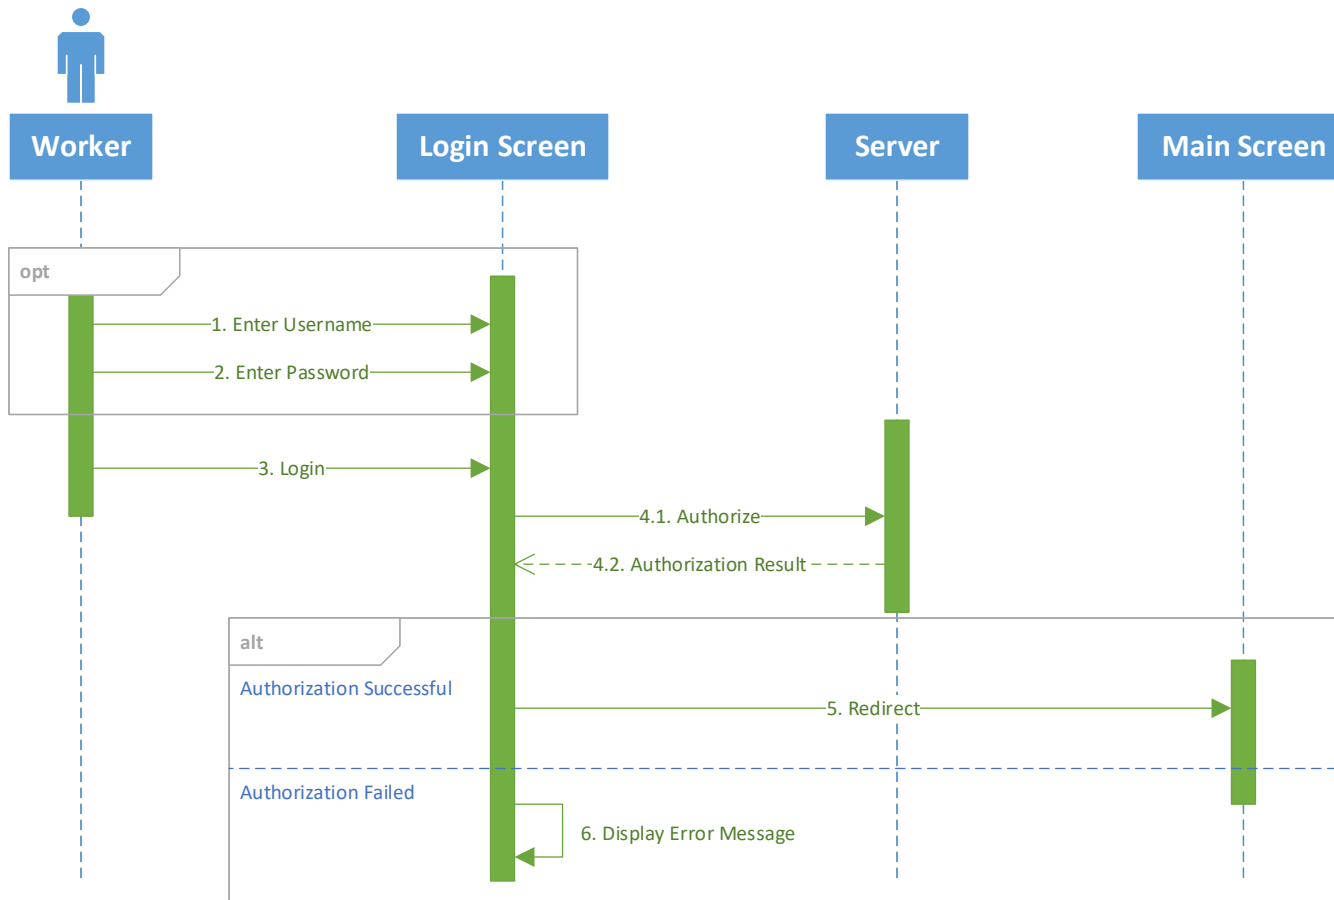 Worker
Login Screen
Server
Main Screen
opt
1. Enter Username
2. Enter Password
3. Login
4.1. Authorize
4.2. Authorization Result
alt
Authorization Successful
5. Redirect
Authorization Failed
6. Display Error Message